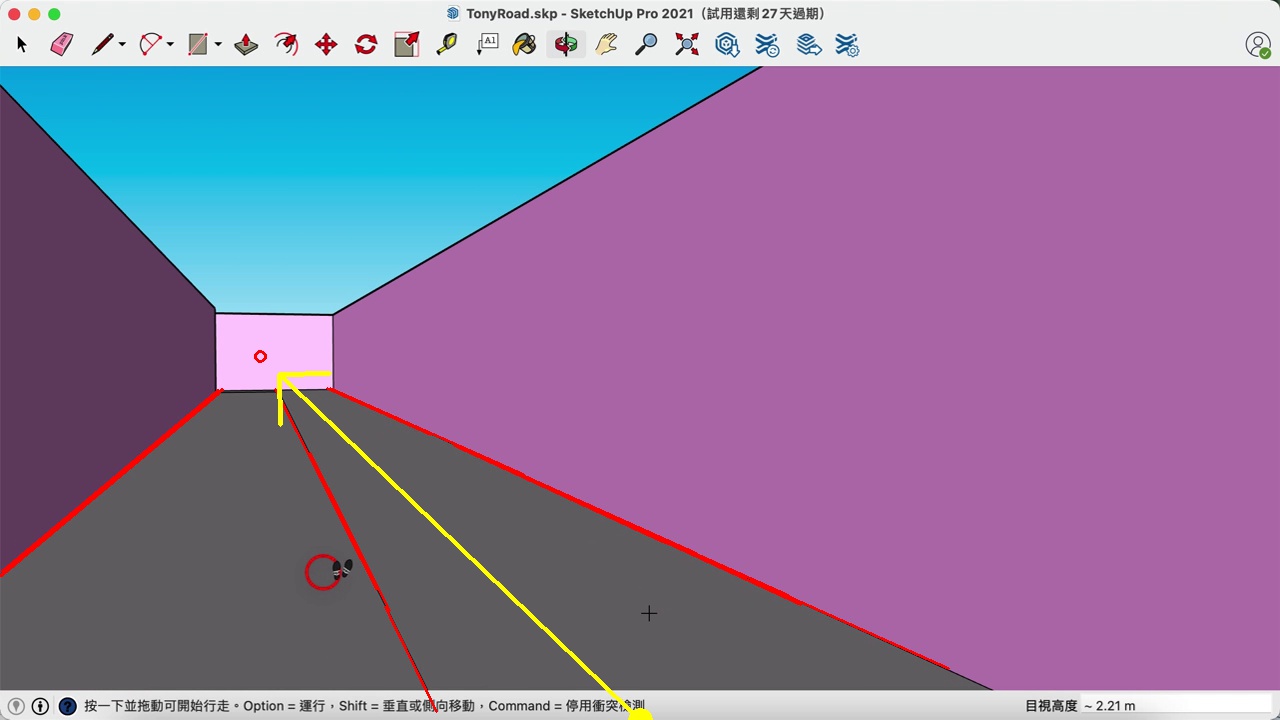 TonyRoad.skp - SketchUp Pro 2021（試用還剩 27 天過期）
A1
按一下並拖動可開始行走。Option = 運行，Shift = 垂直或側向移動，Command = 停用衝突檢測
目視高度 ~ 2.21 m